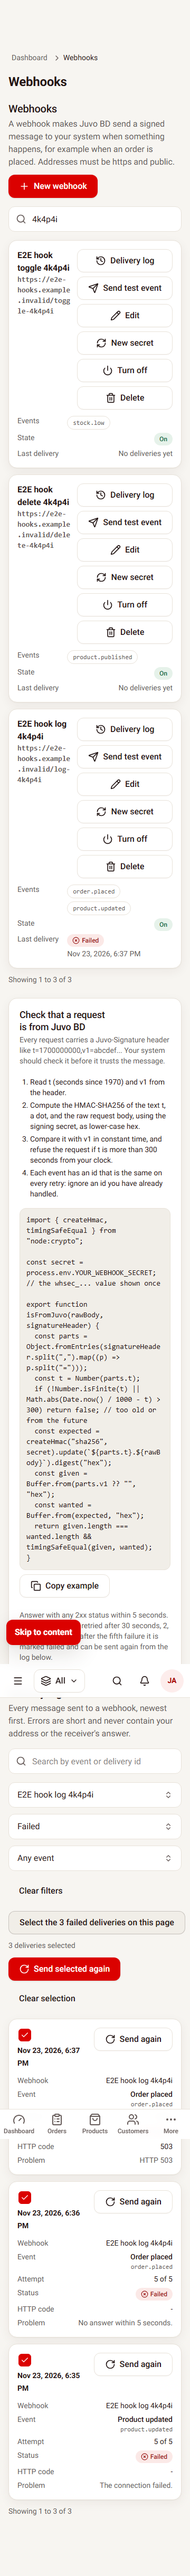 Dashboard > Webhooks
Webhooks
Webhooks
A webhook makes Juvo BD send a signed
message to your system when something
happens, for example when an order is
placed. Addresses must be https and public.
New webhook
4k4p4i
E2E hook
toggle 4k4p4i
https://e2e-
hooks.example
.invalid/togg
le-4k4p4i
Delivery log
Send test event
Edit
New secret
Turn off
Delete
Events stock.low
State On
Last delivery No deliveries yet
E2E hook
delete 4k4p4i
https://e2e-
hooks.example
.invalid/dele
te-4k4p4i
Delivery log
Send test event
Edit
New secret
Turn off
Delete
Events product.published
State On
Last delivery No deliveries yet
E2E hook log
4k4p4i
https://e2e-
hooks.example
.invalid/log-
4k4p4i
Delivery log
Send test event
Edit
New secret
Turn off
Delete
Events order.placed
product.updated
State On
Last delivery Failed
Nov 23, 2026, 6:37 PM
Showing 1 to 3 of 3
Check that a request
is from Juvo BD
Every request carries a Juvo-Signature header
like t=1700000000,v1=abcdef... Your system
should check it before it trusts the message.
1. Read t (seconds since 1970) and v1 from
the header.
2. Compute the HMAC-SHA256 of the text t,
a dot, and the raw request body, using the
signing secret, as lower-case hex.
3. Compare it with v1 in constant time, and
refuse the request if it is more than 300
seconds from your clock.
4. Each event has an id that is the same on
every retry: ignore an id you have already
handled.
import { createHmac,
timingSafeEqual } from
"node:crypto";
const secret =
process.env.YOUR_WEBHOOK_SECRET;
// the whsec_... value shown once
export function
isFromJuvo(rawBody,
signatureHeader) {
const parts =
Object.fromEntries(signatureHeade
r.split(",").map((p) =>
p.split("=")));
const t = Number(parts.t);
if (!Number.isFinite(t) ||
Math.abs(Date.now() / 1000 - t) >
300) return false; // too old or
from the future
const expected =
createHmac("sha256",
secret).update(`${parts.t}.${rawB
ody}`).digest("hex");
const given =
Buffer.from(parts.v1 ?? "",
"hex");
const wanted =
Buffer.from(expected, "hex");
return given.length ===
wanted.length &&
timingSafeEqual(given, wanted);
}
Copy example
Answer with any 2xx status within 5 seconds.
retried after 30 seconds, 2,
after the fifth failure it is
marked failed and can be sent again from the
log below.
Skip to content
All
JA
Every message sent to a webhook, newest
first. Errors are short and never contain your
address or the receiver's answer.
Search by event or delivery id
E2E hook log 4k4p4i
Failed
Any event
Clear filters
Select the 3 failed deliveries on this page
3 deliveries selected
Send selected again
Clear selection
Nov 23, 2026, 6:37
PM
Send again
Webhook E2E hook log 4k4p4i
Event Order placed
order.placed
Dashboard Orders Products Customers More
HTTP code 503
Problem HTTP 503
Nov 23, 2026, 6:36
PM
Send again
Webhook E2E hook log 4k4p4i
Event Order placed
order.placed
Attempt 5 of 5
Status Failed
HTTP code -
Problem No answer within 5 seconds.
Nov 23, 2026, 6:35
PM
Send again
Webhook E2E hook log 4k4p4i
Event Product updated
product.updated
Attempt 5 of 5
Status Failed
HTTP code -
Problem The connection failed.
Showing 1 to 3 of 3